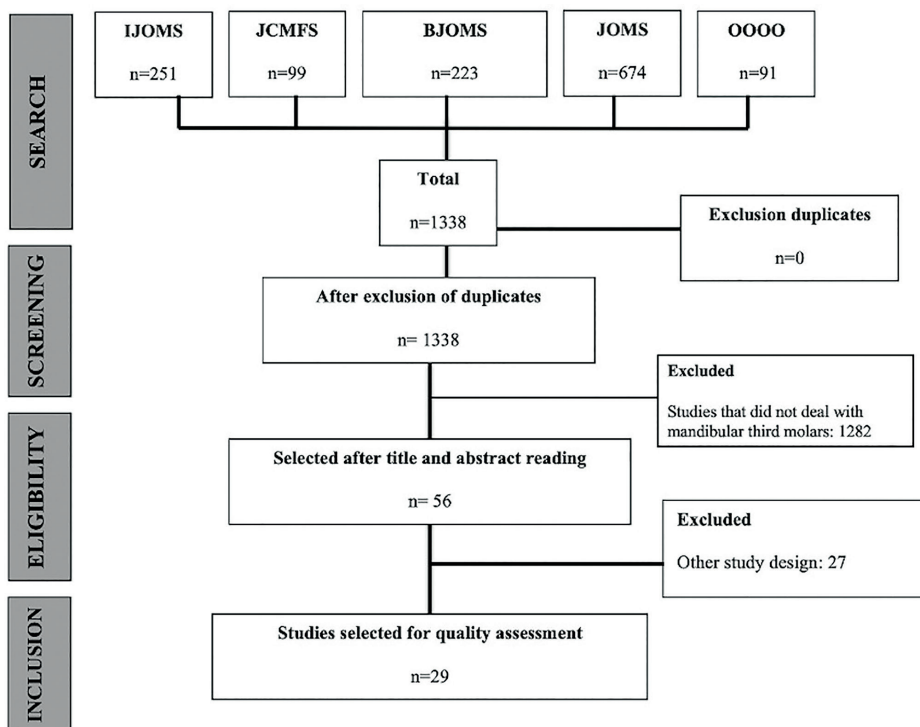 SEARCH
IJOMS
n=251
JCMFS
n=99
BJOMS
n=223
JOMS
n=674
OOOO
n=91
Total
n=1338
Exclusion duplicates
n=0
SCREENING
After exclusion of duplicates
n= 1338
Excluded
Studies that did not deal with
mandibular third molars: 1282
ELIGIBILITY
Selected after title and abstract reading
n= 56
Excluded
Other study design: 27
INCLUSION
Studies selected for quality assessment
n=29